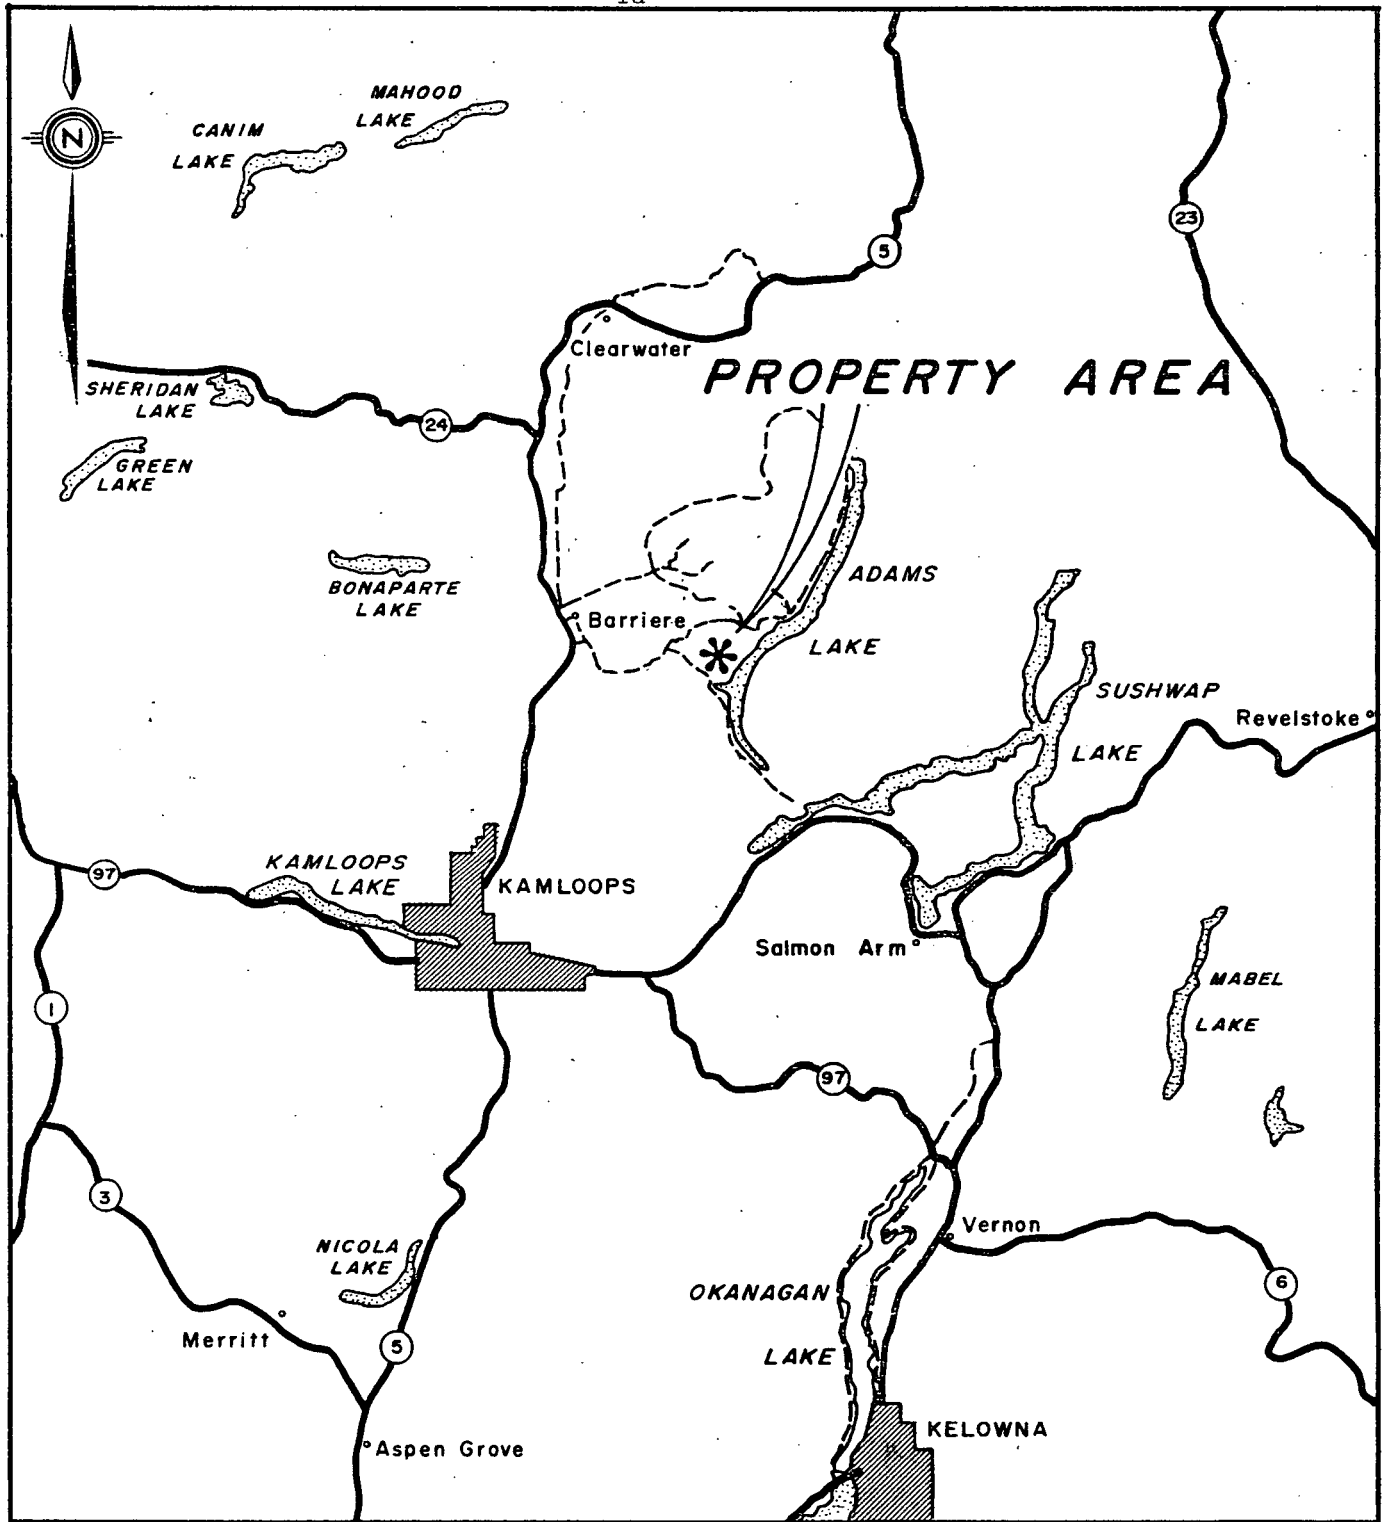 1a
N
MAHOOD
LAKE
CANIM
LAKE
23
5
Clearwater
PROPERTY AREA
SHERIDAN
LAKE
24
GREEN
LAKE
BONAPARTE
LAKE
ADAMS
LAKE
Barriere
SUSHWAP
LAKE
Revelstoke
97
KAMLOOPS
LAKE
KAMLOOPS
Salmon Arm
MABEL
LAKE
1
97
3
NICOLA
LAKE
Vernon
6
OKANAGAN
LAKE
Merritt
5
KELOWNA
Aspen Grove